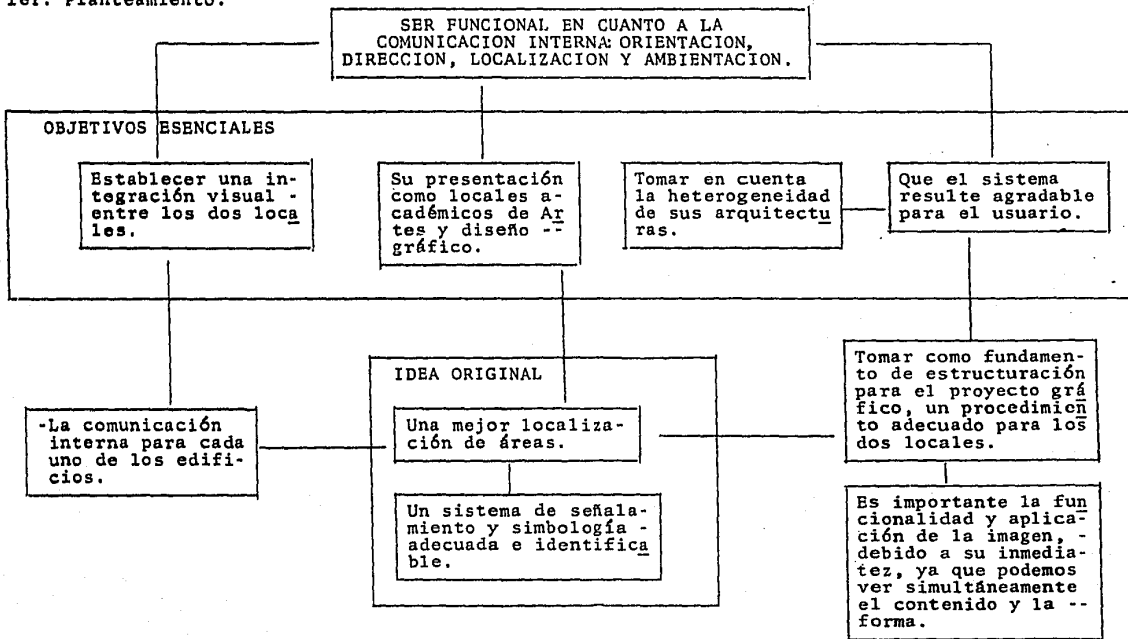 1er. Planteamiento.
SER FUNCIONAL EN CUANTO A LA
COMUNICACION INTERNA: ORIENTACION,
DIRECCION, LOCALIZACION Y AMBIENTACION.
OBJETIVOS ESENCIALES
Establecer una in-
tegración visual -
entre los dos loca
les.
Su presentación
como locales a-
cadémicos de Ar
tes y diseño --
gráfico.
Tomar en cuenta
la heterogeneidad
de sus arquitectu
ras.
Que el sistema
resulte agradable
para el usuario.
-La comunicación
interna para cada
uno de los edifi-
cios.
IDEA ORIGINAL
Una mejor localiza-
ción de áreas.
Un sistema de señala-
miento y simbología -
adecuada e identifica
ble.
Tomar como fundamen-
to de estructuración
para el proyecto grá
fico, un procedimien
to adecuado para los
dos locales.
Es importante la fun
cionalidad y aplica-
ción de la imagen, -
debido a su inmedia-
tez, ya que podemos
ver simultáneamente
el contenido y la --
forma.